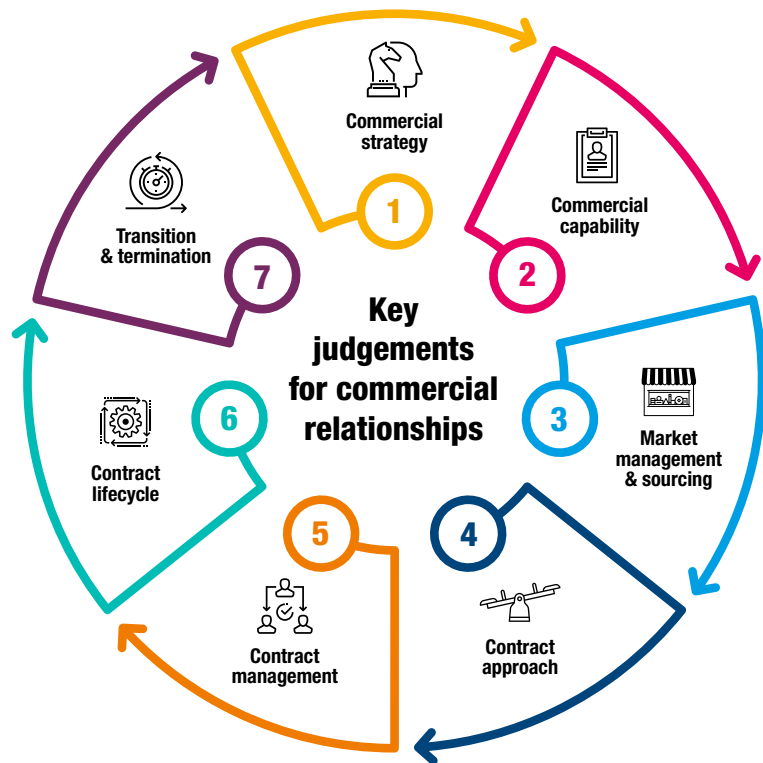 Key
judgements
for commercial
relationships
1
Commercial
strategy
2
Commercial
capability
3
Market
management
& sourcing
4
Contract
approach
5
Contract
management
6
Contract
lifecycle
7
Transition
& termination